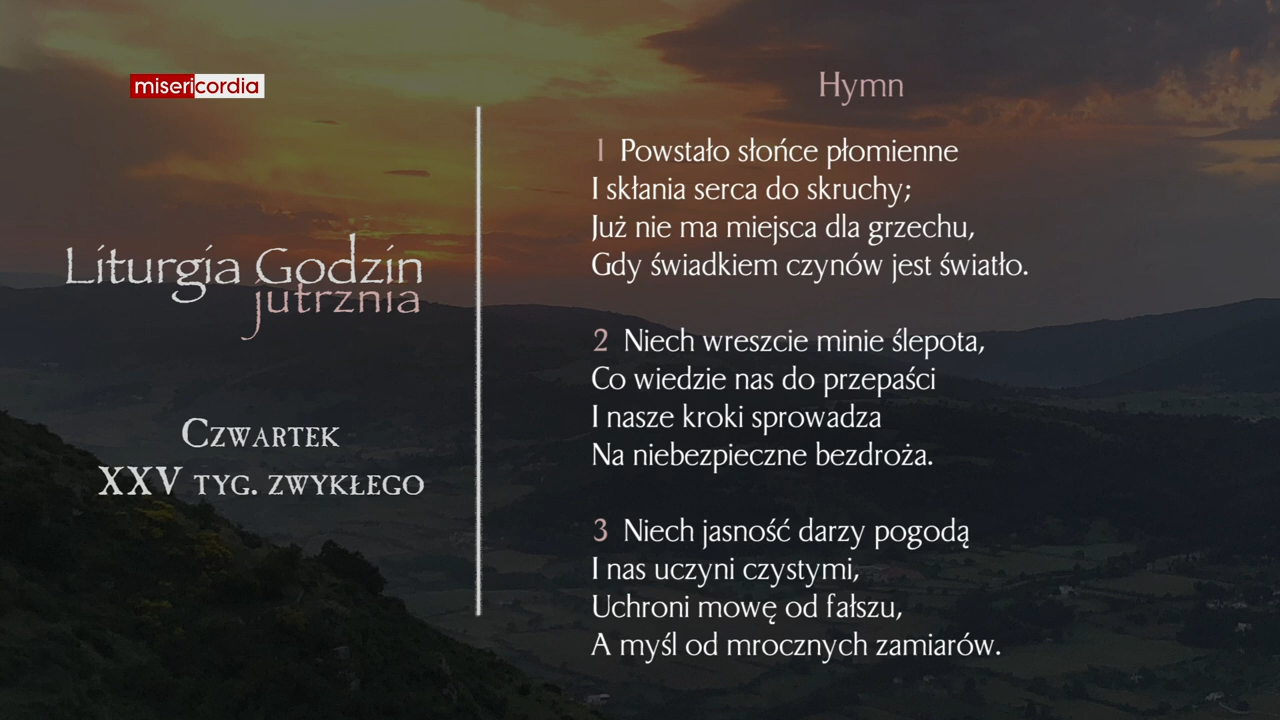 misericordia
Liturgia Godzin
jutrznia
Czwartek
XXV tyg. zwykłego
Hymn
1 Powstało słońce płomienne
I skłania serca do skruchy;
Już nie ma miejsca dla grzechu,
Gdy świadkiem czynów jest światło.
2 Niech wreszcie minie ślepota,
Co wiedzie nas do przepaści
I nasze kroki sprowadza
Na niebezpieczne bezdroża.
3 Niech jasność darzy pogodą
I nas uczyni czystymi,
Uchroni mowę od fałszu,
A myśl od mrocznych zamiarów.